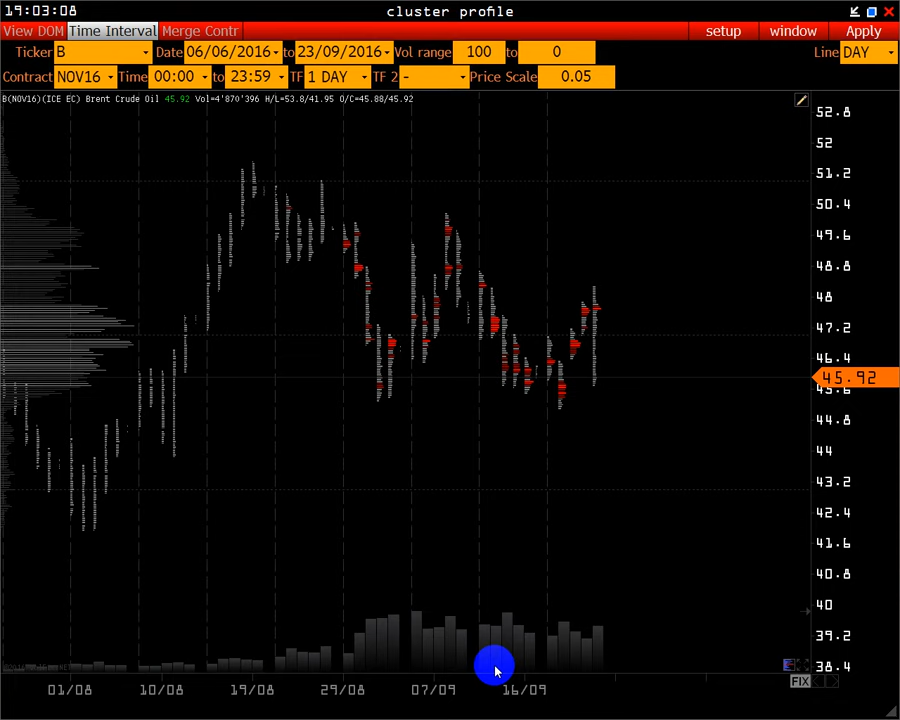 19:03:08 cluster profile
View DOM Time Interval Merge Contr setup window Apply
Ticker B Date 06/06/2016 to 23/09/2016 Vol range 100 to 0 Line DAY
Contract NOV16 Time 00:00 to 23:59 TF 1 DAY TF 2 - Price Scale 0.05
B(NOV16)(ICE EC) Brent Crude Oil 45.92 Vol=4'870'396 H/L=53.8/41.95 O/C=45.88/45.92
52.8
52
51.2
50.4
49.6
48.8
48
47.2
46.4
45.92
45.6
44.8
44
43.2
42.4
41.6
40.8
40
39.2
38.4
FIX
01/08 10/08 19/08 29/08 07/09 16/09